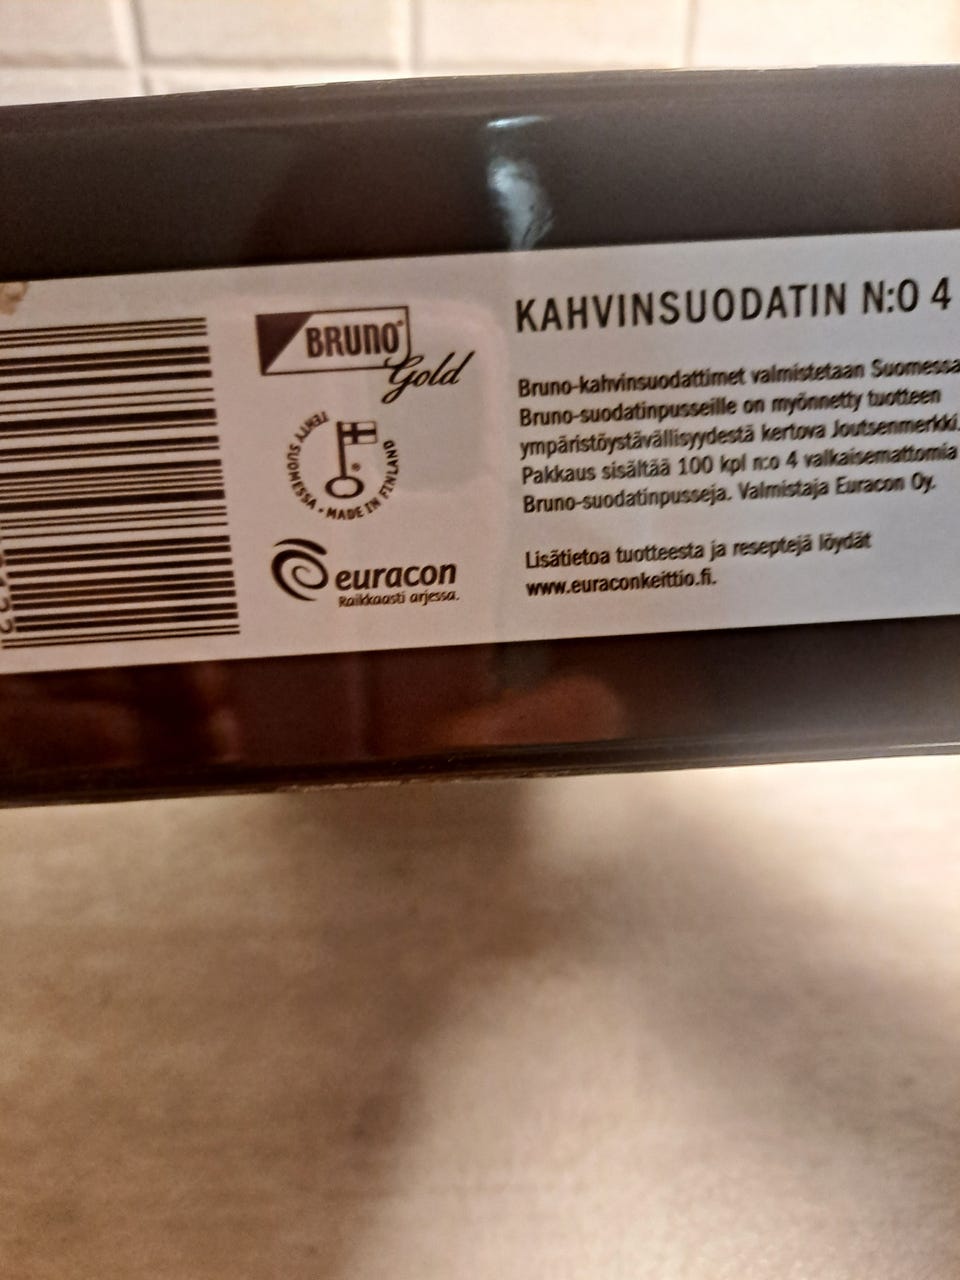 BRUNO®
Gold
TEHTY SUOMESSA • MADE IN FINLAND
®
euracon
Raikkaasti arjessa.
KAHVINSUODATIN N:O 4
Bruno-kahvinsuodattimet valmistetaan Suomessa
Bruno-suodatinpusseille on myönnetty tuotteen
ympäristöystävällisyydestä kertova Joutsenmerkki.
Pakkaus sisältää 100 kpl n:o 4 valkaisemattomia
Bruno-suodatinpusseja. Valmistaja Euracon Oy.
Lisätietoa tuotteesta ja reseptejä löydät
www.euraconkeittio.fi.